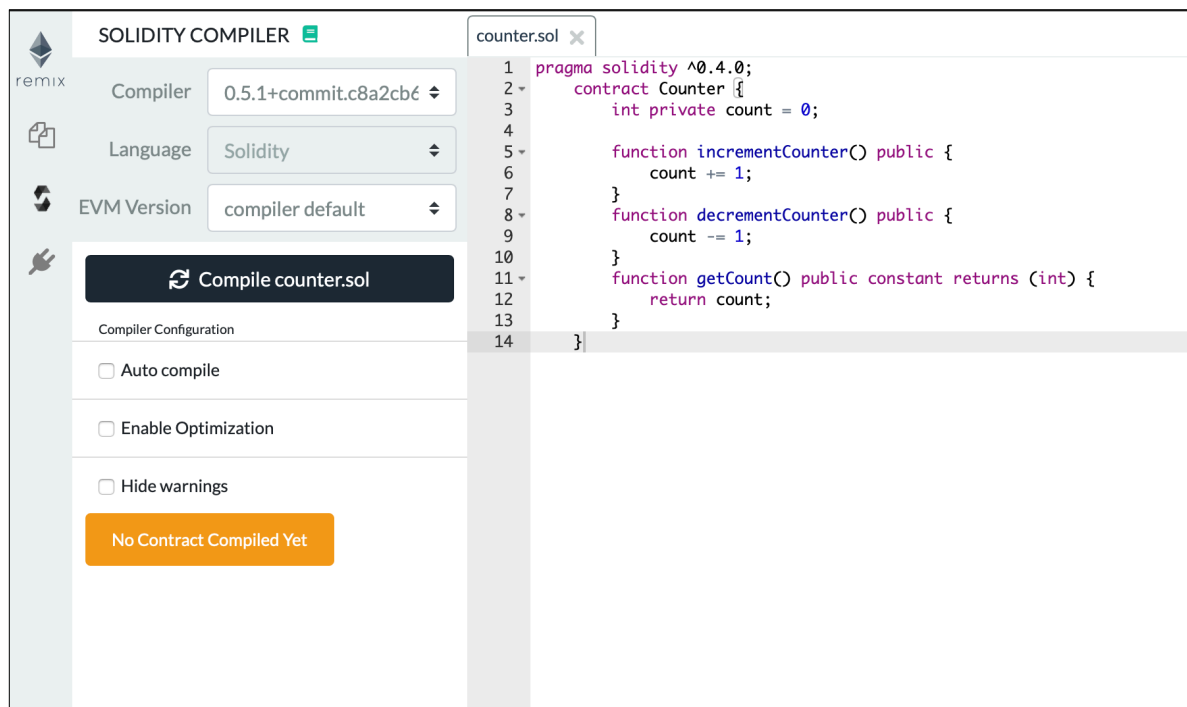 remix
SOLIDITY COMPILER
Compiler 0.5.1+commit.c8a2cb6
Language Solidity
EVM Version compiler default
Compile counter.sol
Compiler Configuration
Auto compile
Enable Optimization
Hide warnings
No Contract Compiled Yet
counter.sol
1 pragma solidity ^0.4.0;
2 contract Counter {
3 int private count = 0;
4
5 function incrementCounter() public {
6 count += 1;
7 }
8 function decrementCounter() public {
9 count -= 1;
10 }
11 function getCount() public constant returns (int) {
12 return count;
13 }
14 }